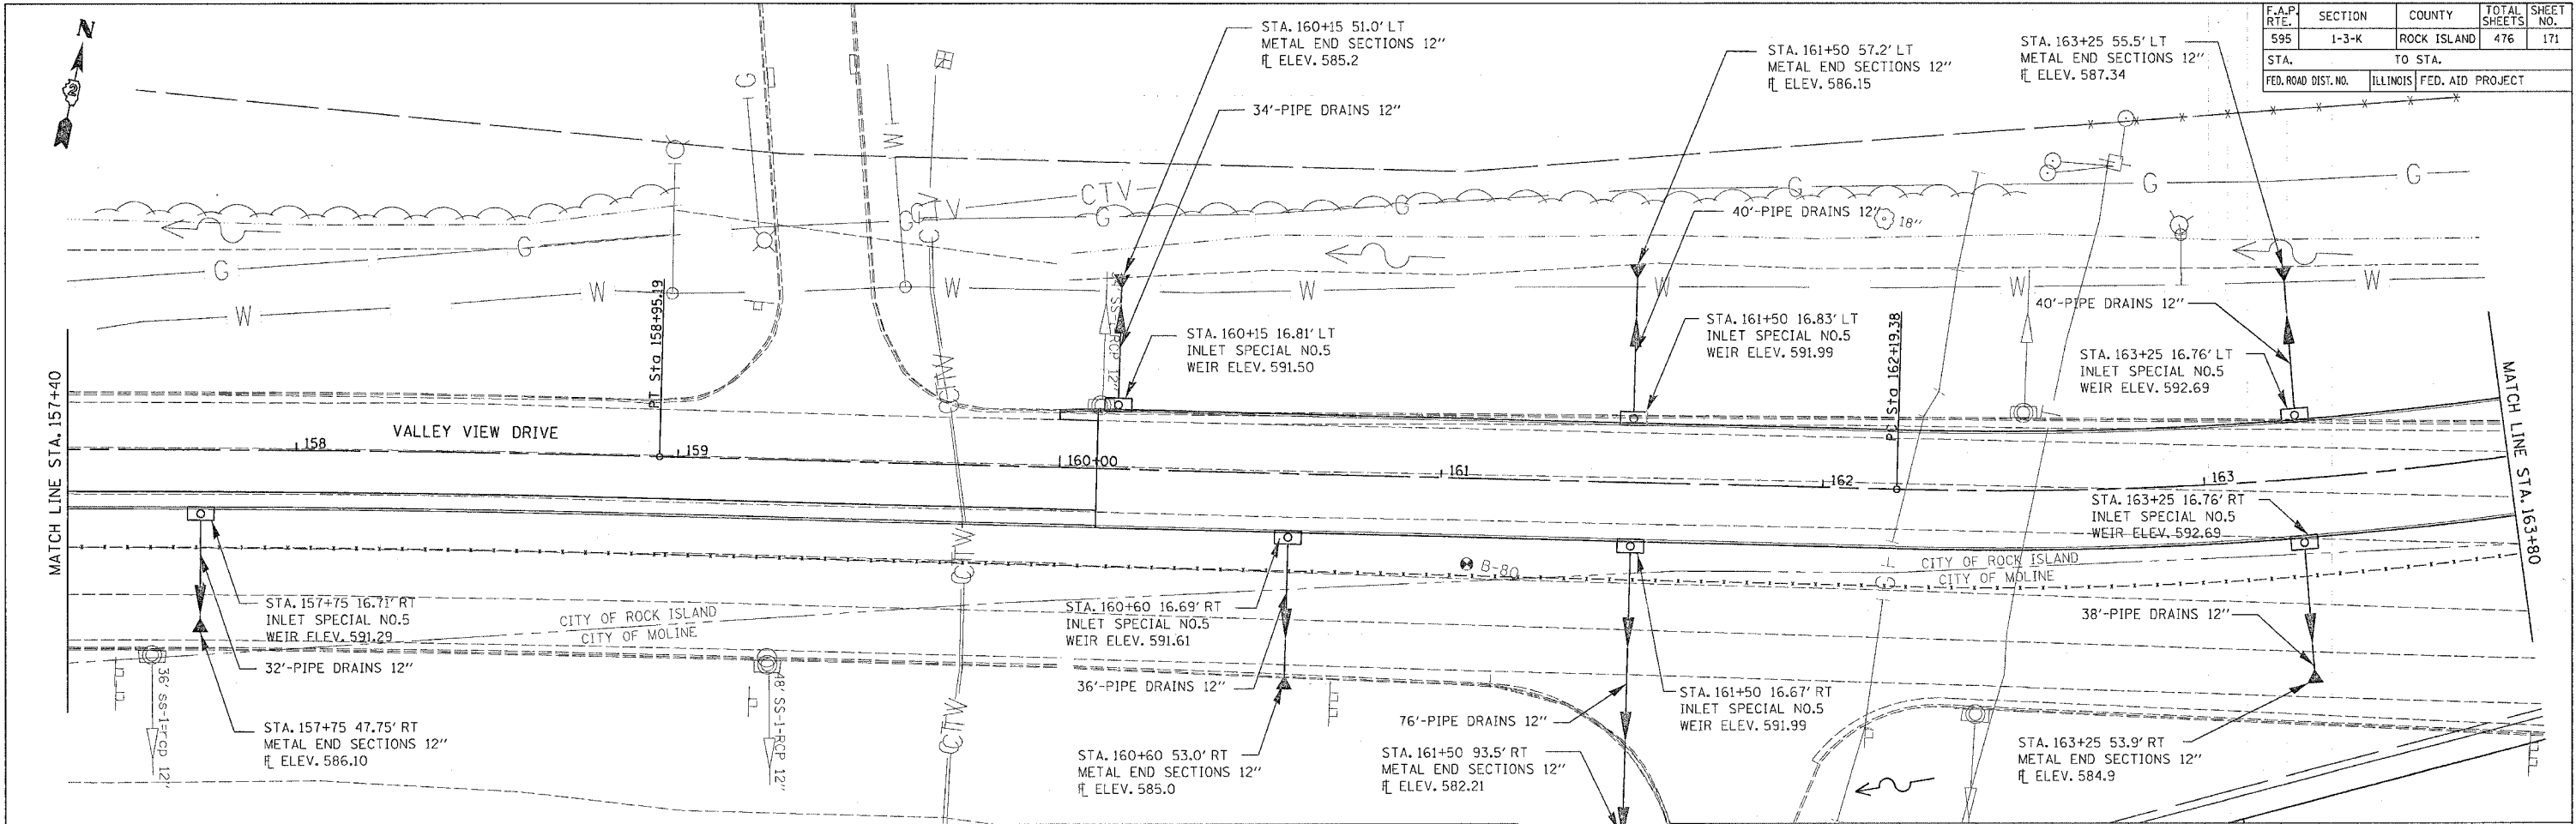 N
2
F.A.P. RTE. SECTION COUNTY TOTAL SHEETS SHEET NO.
595 1-3-K ROCK ISLAND 476 171
STA. TO STA.
FED. ROAD DIST. NO. ILLINOIS FED. AID PROJECT
STA. 160+15 51.0' LT
METAL END SECTIONS 12"
FL ELEV. 585.2
34'-PIPE DRAINS 12"
STA. 161+50 57.2' LT
METAL END SECTIONS 12"
FL ELEV. 586.15
STA. 163+25 55.5' LT
METAL END SECTIONS 12"
FL ELEV. 587.34
40'-PIPE DRAINS 12"
18"
G
W
CTV
G
G
G
G
G
G
W
W
W
W
W
W
W
CTV
PT Sta 158+95.19
STA. 160+15 16.81' LT
INLET SPECIAL NO.5
WEIR ELEV. 591.50
STA. 161+50 16.83' LT
INLET SPECIAL NO.5
WEIR ELEV. 591.99
PC Sta 162+19.38
40'-PIPE DRAINS 12"
STA. 163+25 16.76' LT
INLET SPECIAL NO.5
WEIR ELEV. 592.69
MATCH LINE STA. 157+40
MATCH LINE STA. 163+80
VALLEY VIEW DRIVE
158
159
160+00
161
162
163
STA. 163+25 16.76' RT
INLET SPECIAL NO.5
WEIR ELEV. 592.69
B-80
CITY OF ROCK ISLAND
CITY OF MOLINE
STA. 157+75 16.71' RT
INLET SPECIAL NO.5
WEIR ELEV. 591.29
CITY OF ROCK ISLAND
CITY OF MOLINE
STA. 160+60 16.69' RT
INLET SPECIAL NO.5
WEIR ELEV. 591.61
32'-PIPE DRAINS 12"
36'-PIPE DRAINS 12"
38'-PIPE DRAINS 12"
STA. 161+50 16.67' RT
INLET SPECIAL NO.5
WEIR ELEV. 591.99
76'-PIPE DRAINS 12"
36' SS-1-rcp 12"
48' SS-1-RCP 12"
STA. 157+75 47.75' RT
METAL END SECTIONS 12"
FL ELEV. 586.10
STA. 160+60 53.0' RT
METAL END SECTIONS 12"
FL ELEV. 585.0
STA. 161+50 93.5' RT
METAL END SECTIONS 12"
FL ELEV. 582.21
STA. 163+25 53.9' RT
METAL END SECTIONS 12"
FL ELEV. 584.9